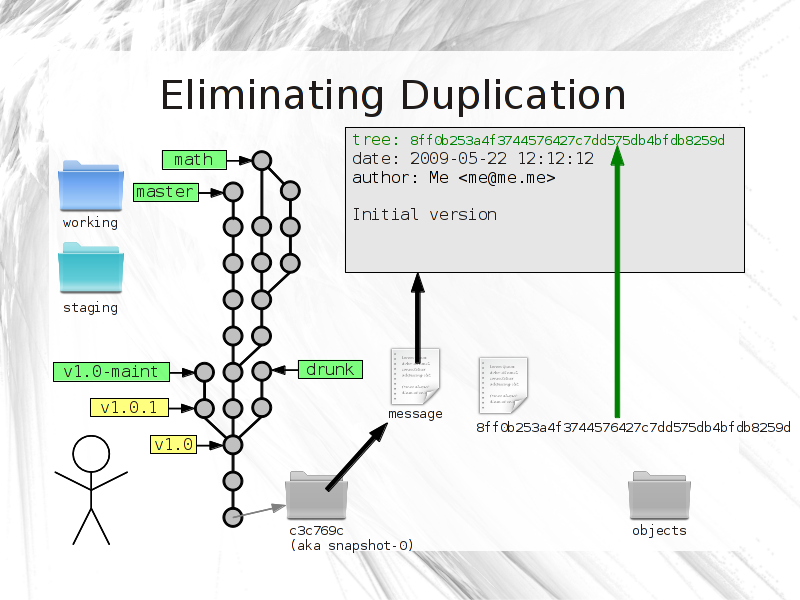 Eliminating Duplication
tree: 8ff0b253a4f3744576427c7dd575db4bfdb8259d
date: 2009-05-22 12:12:12
author: Me <me@me.me>
Initial version
math
master
working
staging
v1.0-maint
drunk
v1.0.1
v1.0
message
8ff0b253a4f3744576427c7dd575db4bfdb8259d
c3c769c
(aka snapshot-0)
objects